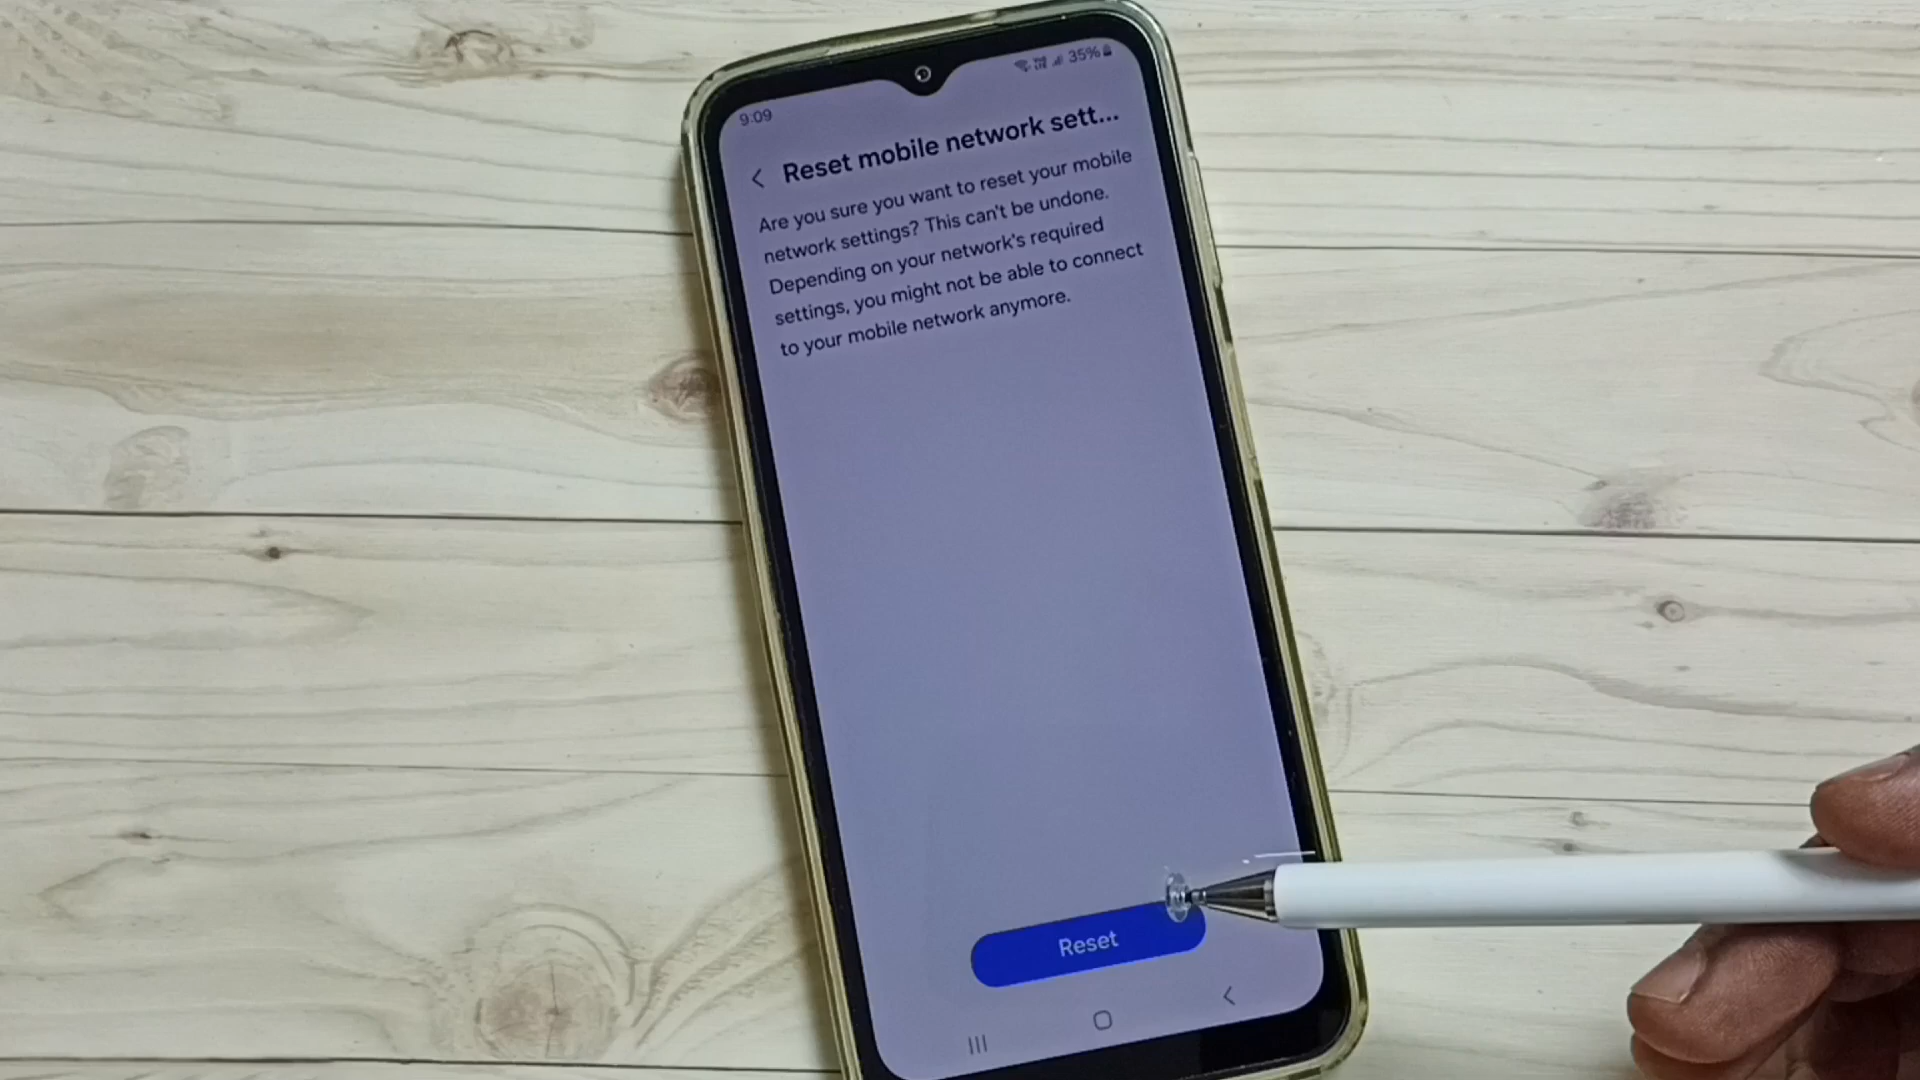 9:09
35%
Reset mobile network sett...
Are you sure you want to reset your mobile
network settings? This can't be undone.
Depending on your network's required
settings, you might not be able to connect
to your mobile network anymore.
Reset